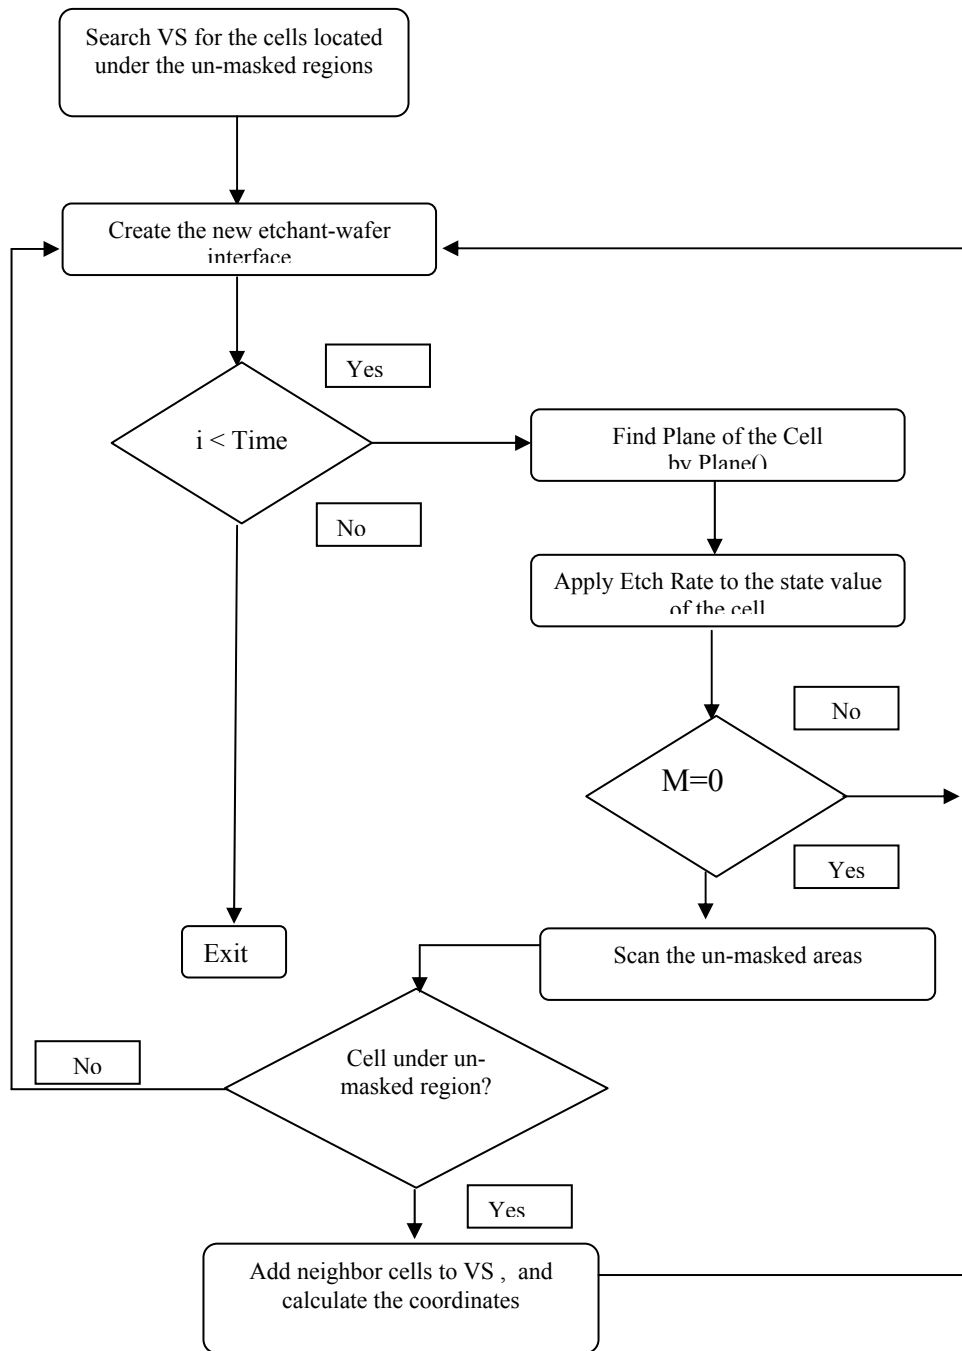 Search VS for the cells located
under the un-masked regions
Create the new etchant-wafer
interface
Yes
i < Time
Find Plane of the Cell
by Plane()
No
Apply Etch Rate to the state value
of the cell
No
M=0
Yes
Exit
Scan the un-masked areas
No
Cell under un-
masked region?
Yes
Add neighbor cells to VS , and
calculate the coordinates